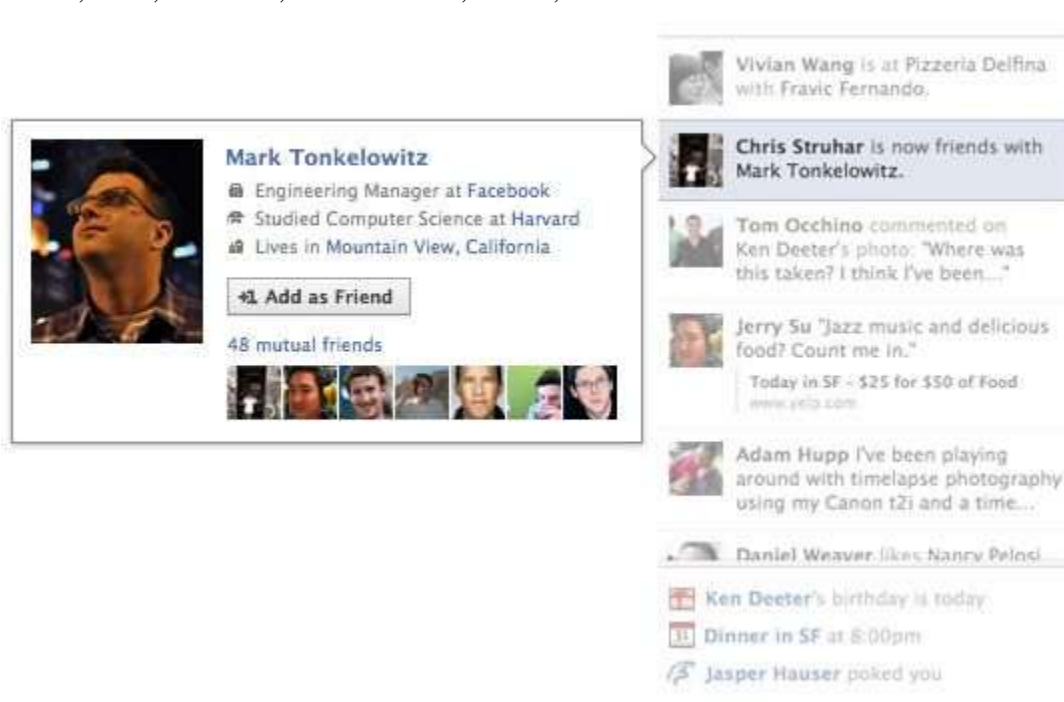 Mark Tonkelowitz
Engineering Manager at Facebook
Studied Computer Science at Harvard
Lives in Mountain View, California
+1 Add as Friend
48 mutual friends
Vivian Wang is at Pizzeria Delfina
with Fravic Fernando.
Chris Struhar is now friends with
Mark Tonkelowitz.
Tom Occhino commented on
Ken Deeter's photo: "Where was
this taken? I think I've been..."
Jerry Su "Jazz music and delicious
food? Count me in."
Today in SF - $25 for $50 of Food
www.yelp.com
Adam Hupp I've been playing
around with timelapse photography
using my Canon t2i and a time...
Daniel Weaver likes Nancy Pelosi
Ken Deeter's birthday is today
31 Dinner in SF at 8:00pm
Jasper Hauser poked you